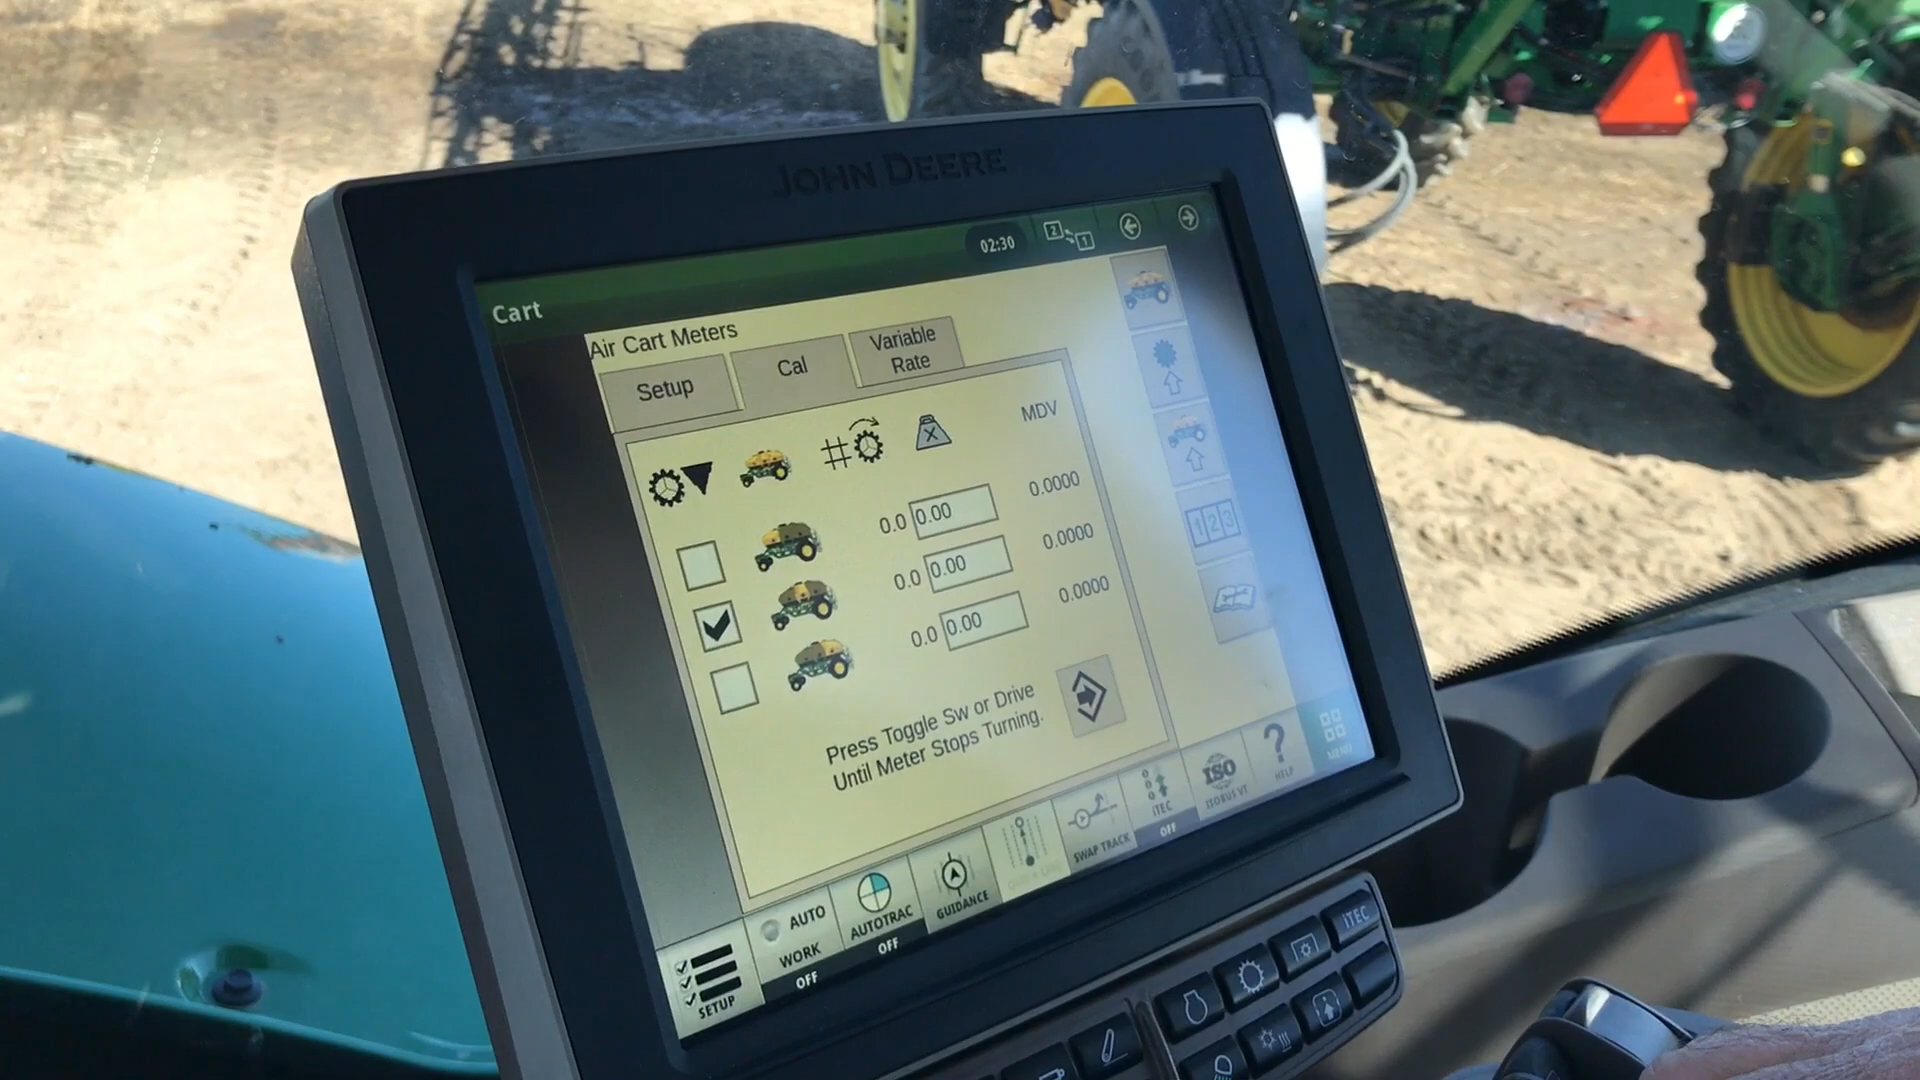 JOHN DEERE
02:30
2
1
Cart
Air Cart Meters
Setup
Cal
Variable
Rate
MDV
0.0 0.00 0.0000
0.0 0.00 0.0000
0.0 0.00 0.0000
123
Press Toggle Sw or Drive
Until Meter Stops Turning.
SETUP
AUTO
WORK
OFF
AUTOTRAC
OFF
GUIDANCE
SWAP TRACK
iTEC
OFF
ISO
ISOBUS VT
?
HELP
MENU
iTEC